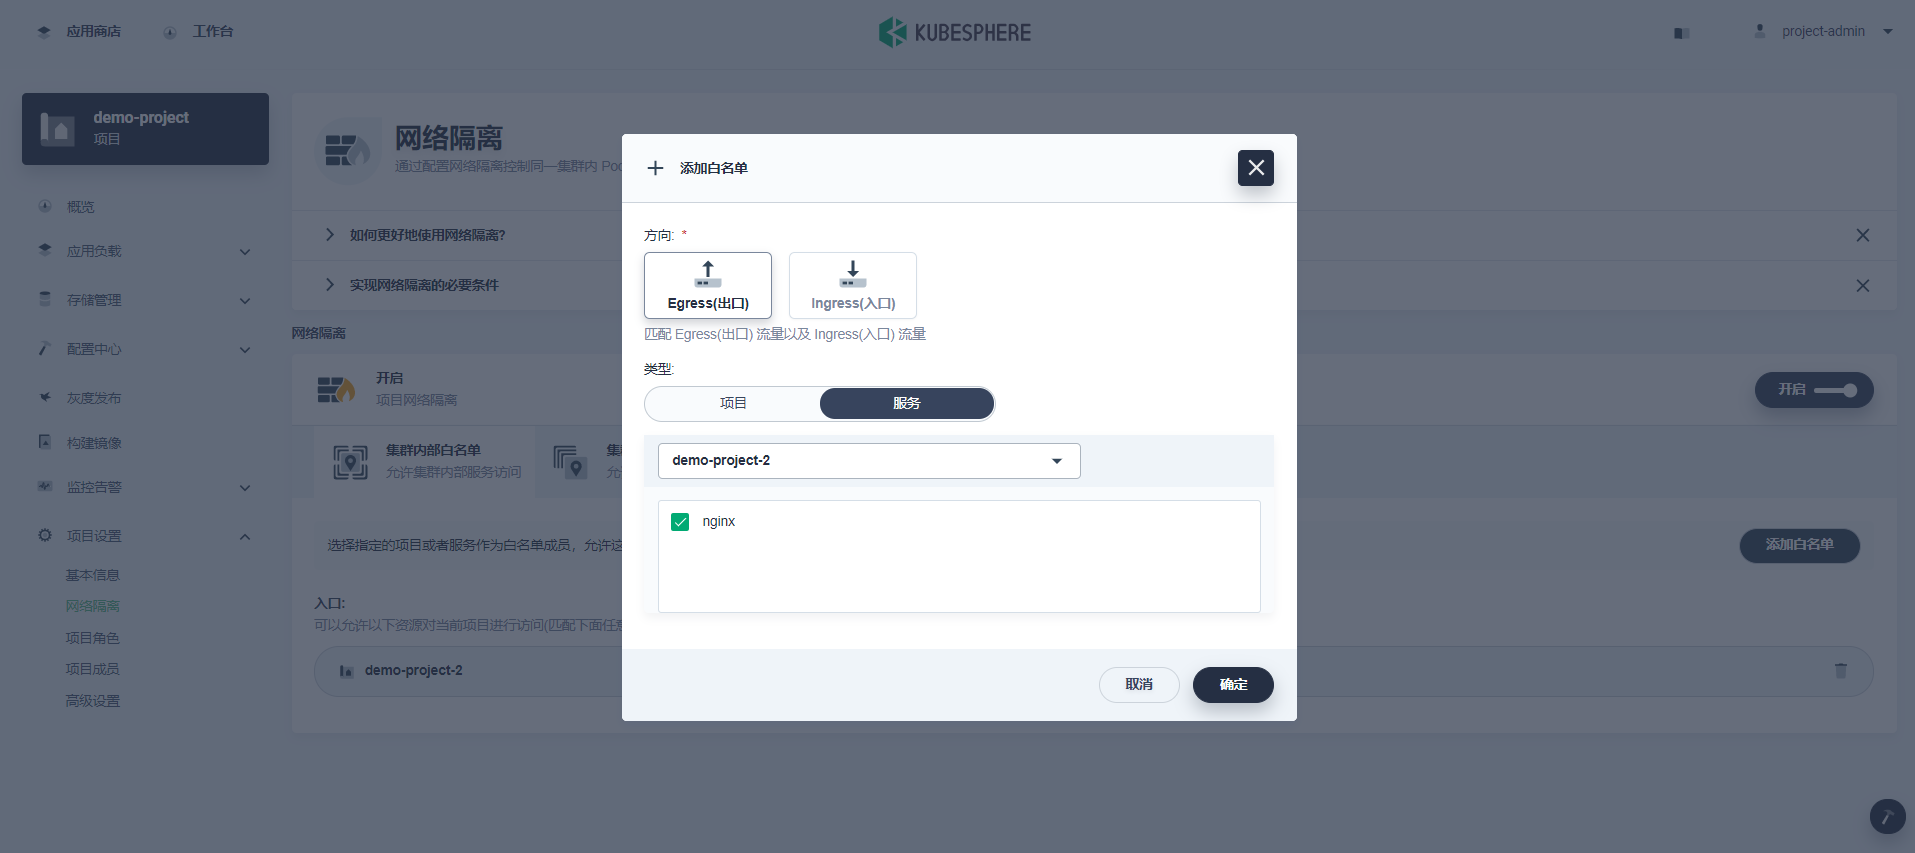 应用商店
工作台
KUBESPHERE
project-admin
demo-project
项目
概览
应用负载
存储管理
配置中心
灰度发布
构建镜像
监控告警
项目设置
基本信息
网络隔离
项目角色
项目成员
高级设置
网络隔离
通过配置网络隔离控制同一集群内
如何更好地使用网络隔离?
实现网络隔离的必要条件
网络隔离
开启
项目网络隔离
开启
集群内部白名单
允许集群内部服务访问
选择指定的项目或者服务作为白名单成员，允许这
添加白名单
入口:
可以允许以下资源对当前项目进行访问(匹配下面任意
demo-project-2
添加白名单
方向: *
Egress(出口)
Ingress(入口)
匹配 Egress(出口) 流量以及 Ingress(入口) 流量
类型:
项目
服务
demo-project-2
nginx
取消
确定